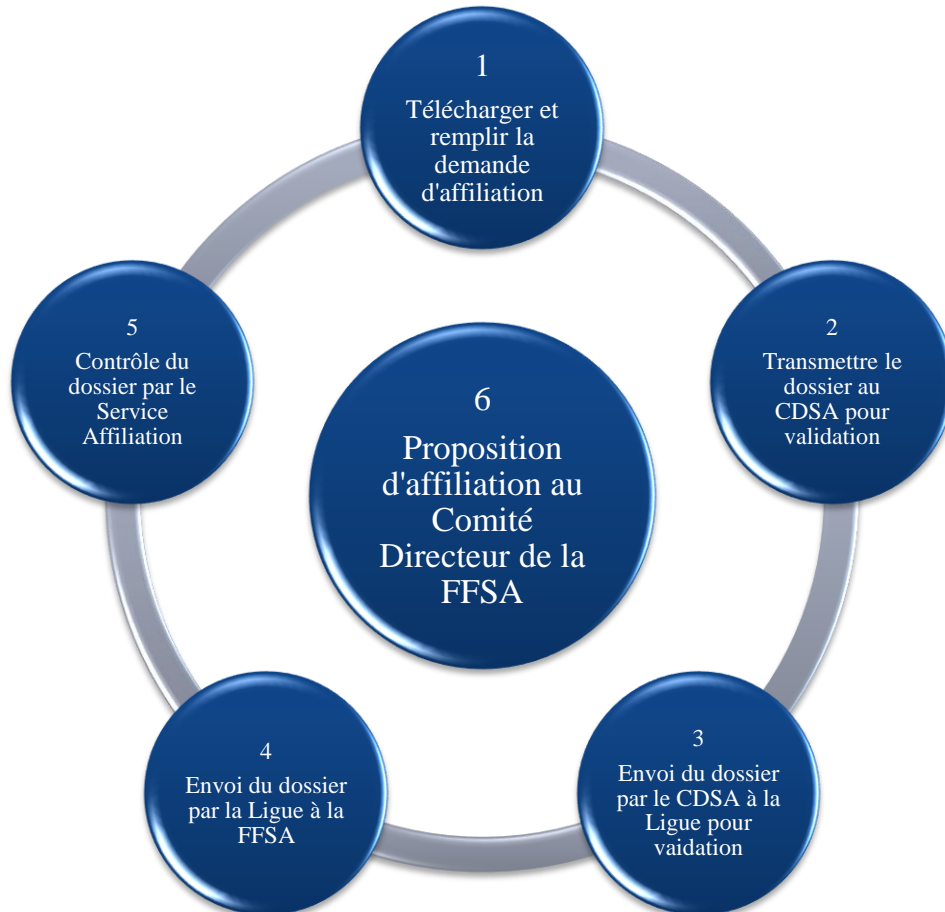 1
Télécharger et
remplir la
demande
d'affiliation
2
Transmettre le
dossier au
CDSA pour
validation
3
Envoi du dossier
par le CDSA à la
Ligue pour
vaidation
4
Envoi du dossier
par la Ligue à la
FFSA
5
Contrôle du
dossier par le
Service
Affiliation
6
Proposition
d'affiliation au
Comité
Directeur de la
FFSA